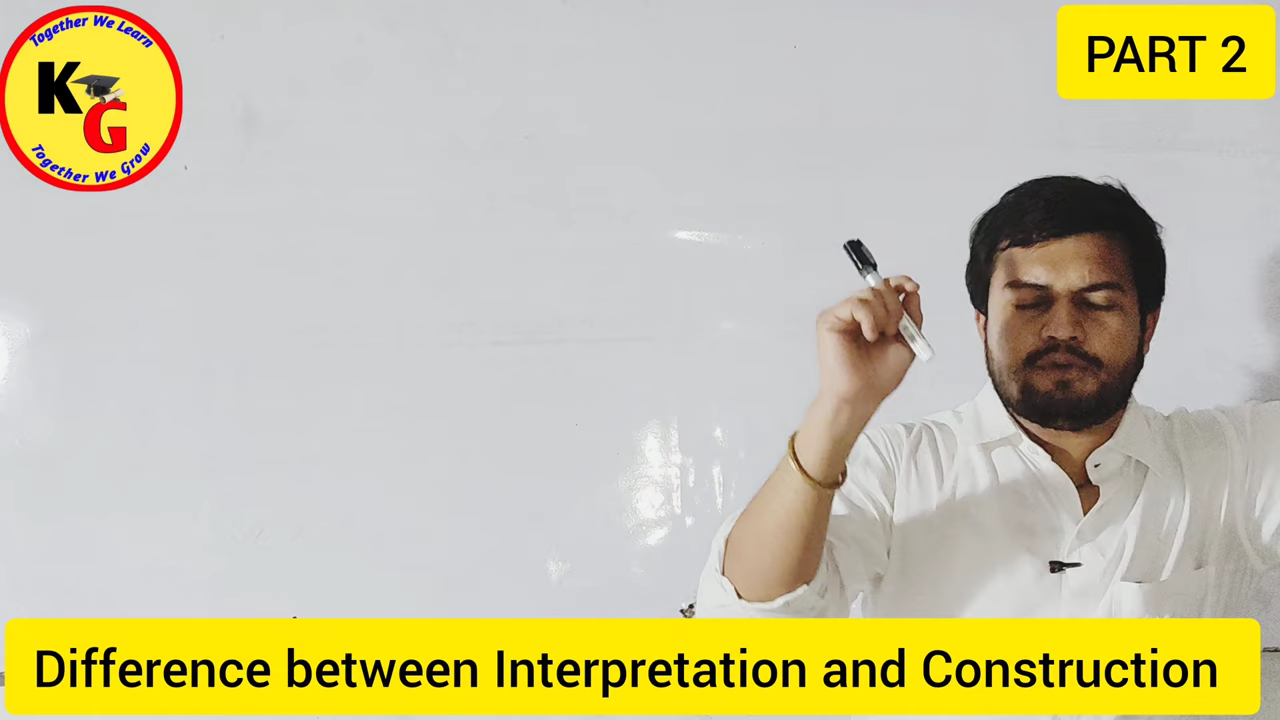 Together We Learn
KG
Together We Grow
PART 2
Difference between Interpretation and Construction